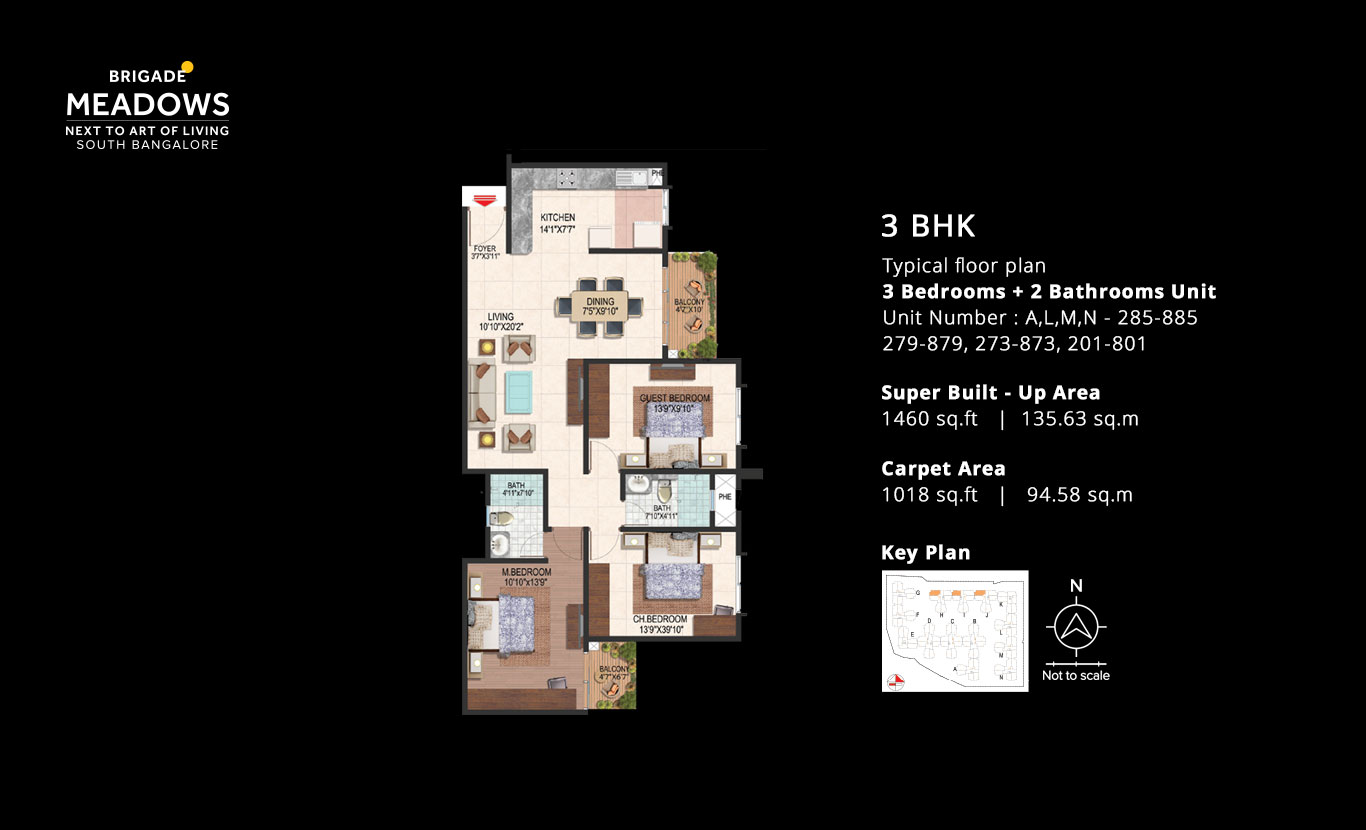 BRIGADE
MEADOWS
NEXT TO ART OF LIVING
SOUTH BANGALORE
PHE
KITCHEN
14'1"X7'7"
FOYER
3'7"X3'11"
DINING
7'5"X9'10"
BALCONY
4'7"X10'
LIVING
10'10"X20'2"
GUEST BEDROOM
13'9"X9'10"
BATH
4'11"x7'10"
PHE
BATH
7'10"X4'11"
M.BEDROOM
10'10"x13'9"
CH.BEDROOM
13'9"X39'10"
BALCONY
4'7"X6'7"
3 BHK
Typical floor plan
3 Bedrooms + 2 Bathrooms Unit
Unit Number : A,L,M,N - 285-885
279-879, 273-873, 201-801
Super Built - Up Area
1460 sq.ft | 135.63 sq.m
Carpet Area
1018 sq.ft | 94.58 sq.m
Key Plan
G
K
F
H
I
J
D
C
B
L
E
M
A
N
N
Not to scale